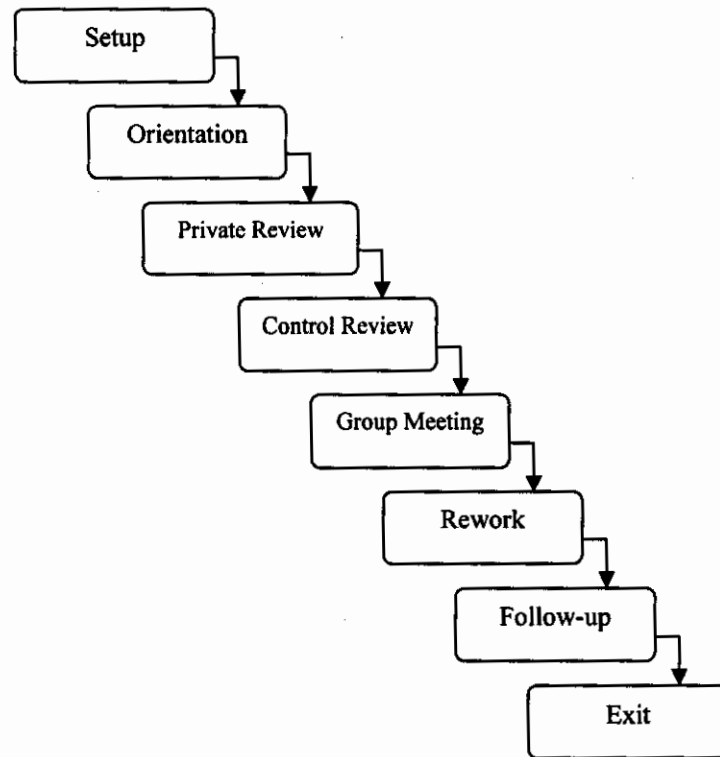 Setup
Orientation
Private Review
Control Review
Group Meeting
Rework
Follow-up
Exit